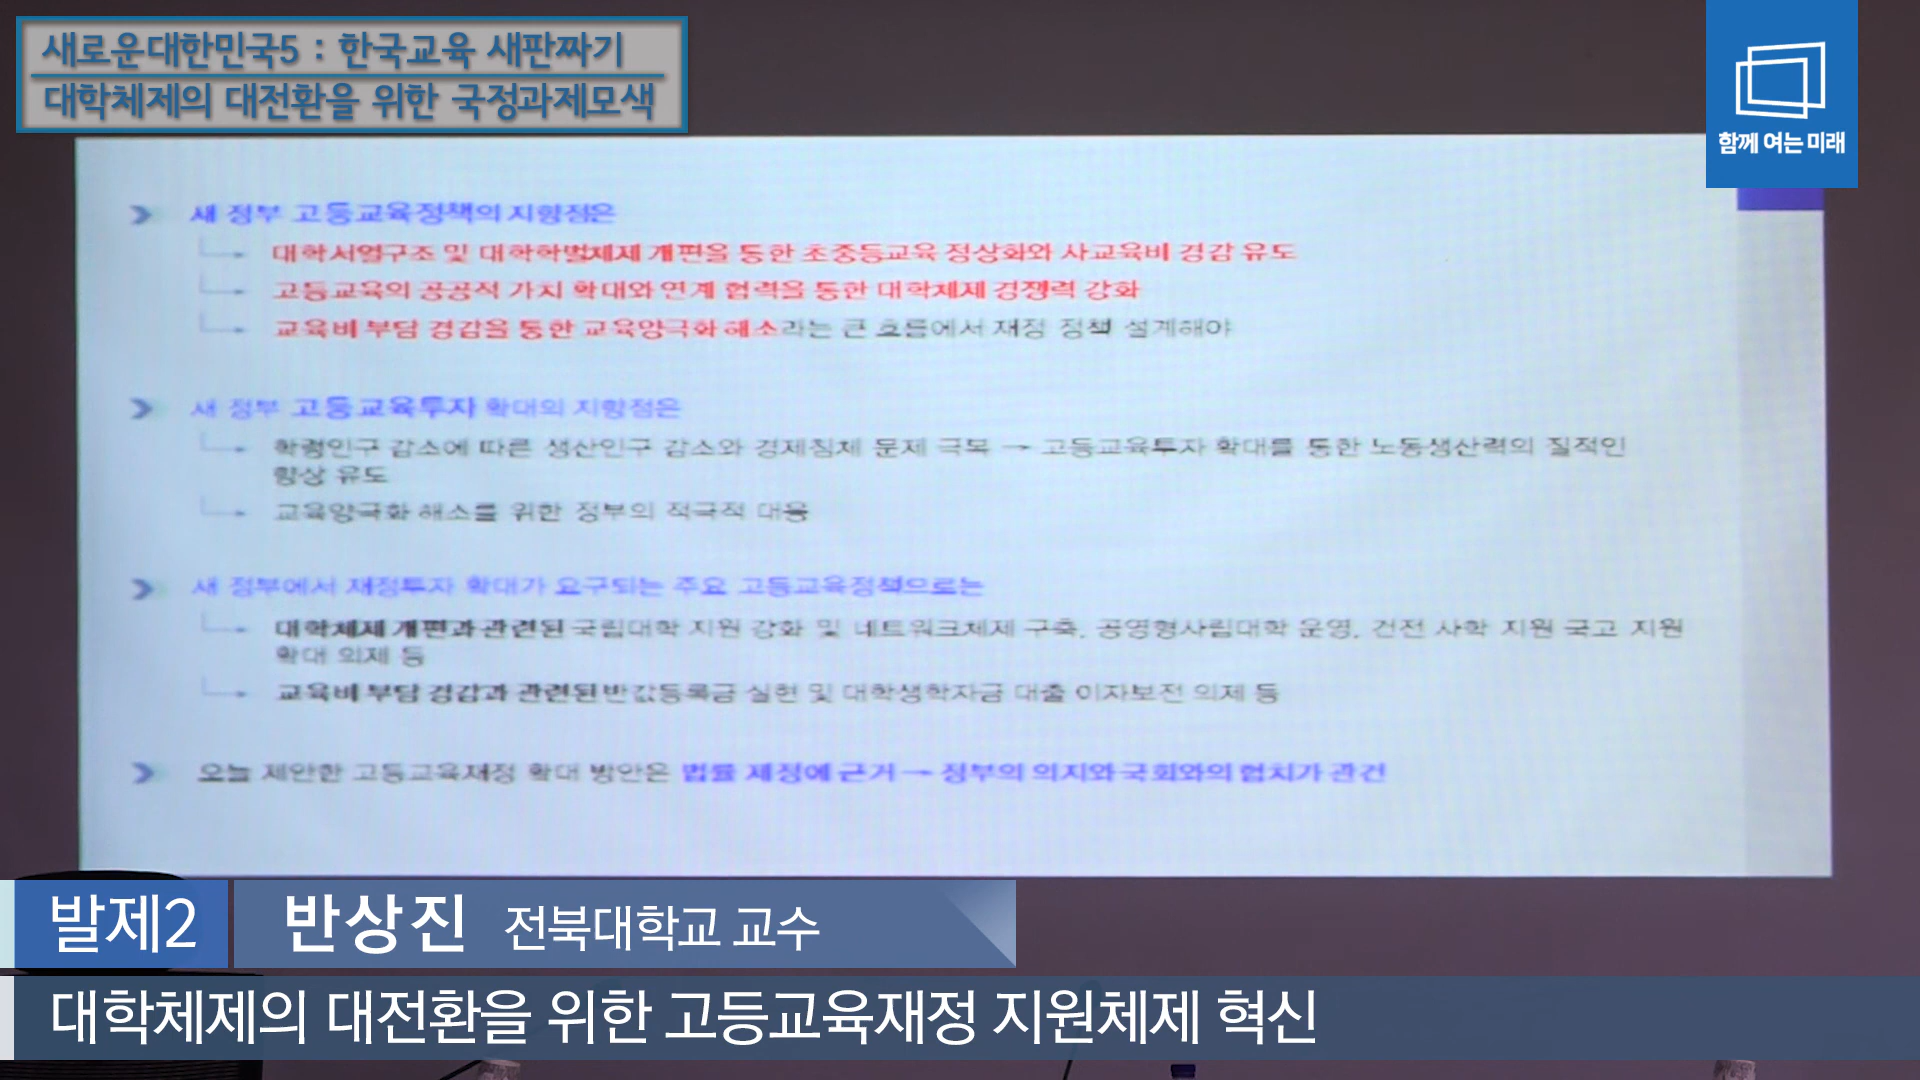 새로운대한민국5 : 한국교육 새판짜기
대학체제의 대전환을 위한 국정과제모색
함께 여는 미래
새 정부 고등교육정책의 지향점은
대학서열구조 및 대학학벌체제 개편을 통한 초중등교육 정상화와 사교육비 경감 유도
고등교육의 공공적 가치 확대와 연계 협력을 통한 대학체제 경쟁력 강화
교육비 부담 경감을 통한 교육양극화 해소라는 큰 흐름에서 재정 정책 설계해야
새 정부 고등교육투자 확대의 지향점은
학령인구 감소에 따른 생산인구 감소와 경제침체 문제 극복 → 고등교육투자 확대를 통한 노동생산력의 질적인
향상 유도
교육양극화 해소를 위한 정부의 적극적 대응
새 정부에서 재정투자 확대가 요구되는 주요 고등교육정책으로는
대학체제 개편과 관련된 국립대학 지원 강화 및 네트워크체제 구축, 공영형사립대학 운영, 건전 사학 지원 국고 지원
확대 의제 등
교육비 부담 경감과 관련된 반값등록금 실현 및 대학생학자금 대출 이자보전 의제 등
오늘 제안한 고등교육재정 확대 방안은 법률 제정에 근거 → 정부의 의지와 국회와의 협치가 관건
발제2 반상진 전북대학교 교수
대학체제의 대전환을 위한 고등교육재정 지원체제 혁신